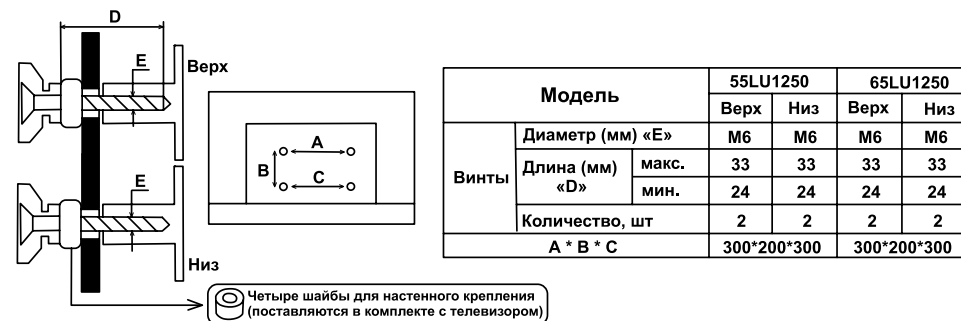 D
E
Верх
E
Низ
A
B
C
Четыре шайбы для настенного крепления
(поставляются в комплекте с телевизором)
Модель 55LU1250 65LU1250
Верх Низ Верх Низ
Винты Диаметр (мм) «E» M6 M6 M6 M6
Длина (мм) «D» макс. 33 33 33 33
мин. 24 24 24 24
Количество, шт 2 2 2 2
A * B * C 300*200*300 300*200*300